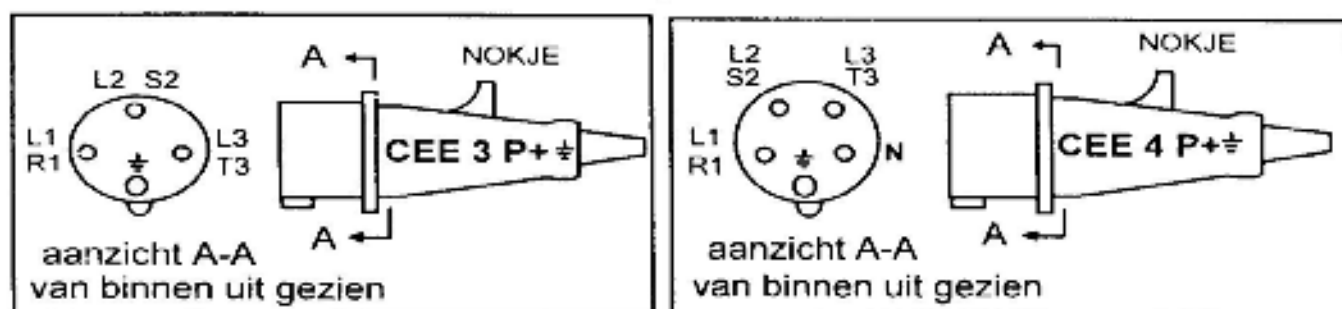 A
NOKJE
L2 S2
L1
R1
L3
T3
CEE 3 P+
A
aanzicht A-A
van binnen uit gezien
A
NOKJE
L2
S2
L3
T3
L1
R1
N
CEE 4 P+
A
aanzicht A-A
van binnen uit gezien